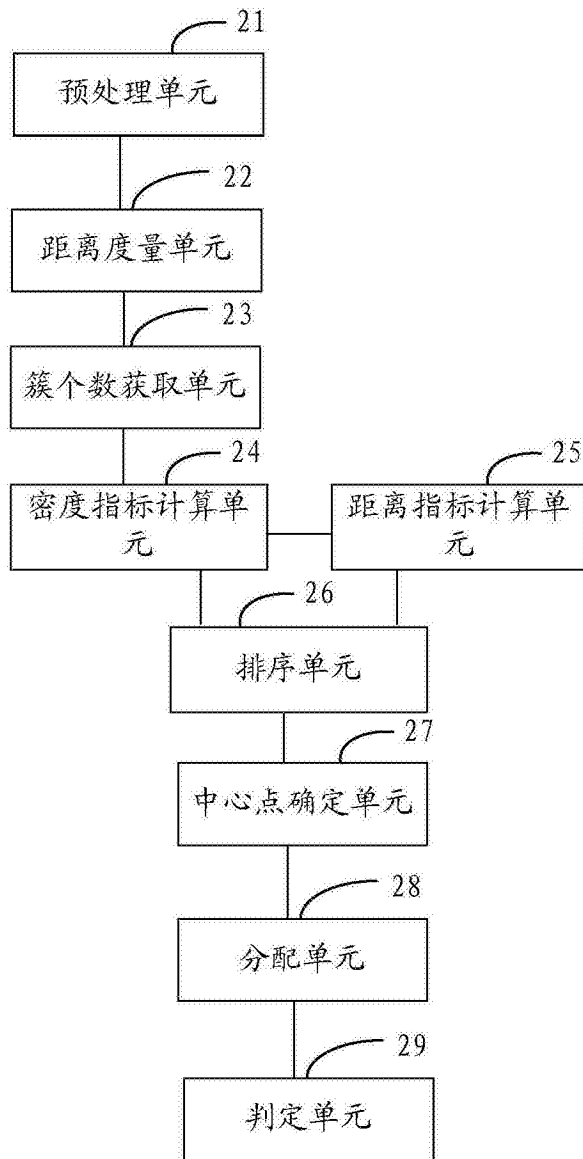 21
预处理单元
22
距离度量单元
23
簇个数获取单元
24
密度指标计算单
元
25
距离指标计算单
元
26
排序单元
27
中心点确定单元
28
分配单元
29
判定单元